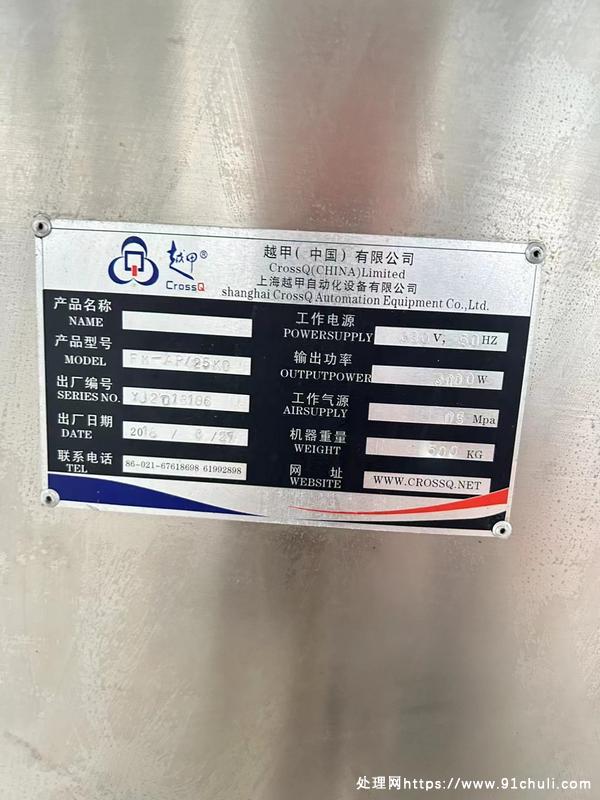 越甲®
CrossQ
越甲（中国）有限公司
CrossQ(CHINA)Limited
上海越甲自动化设备有限公司
shanghai CrossQ Automation Equipment Co.,Ltd.
产品名称
NAME
产品型号
MODEL
出厂编号
SERIES NO.
出厂日期
DATE
联系电话
TEL 86-021-67618698 61992898
工作电源
POWERSUPPLY 380V; 50HZ
输出功率
OUTPUTPOWER W
工作气源
AIRSUPPLY Mpa
机器重量
WEIGHT 500 KG
网 址
WEBSITE WWW.CROSSQ.NET
处理网https://www.91chuli.com